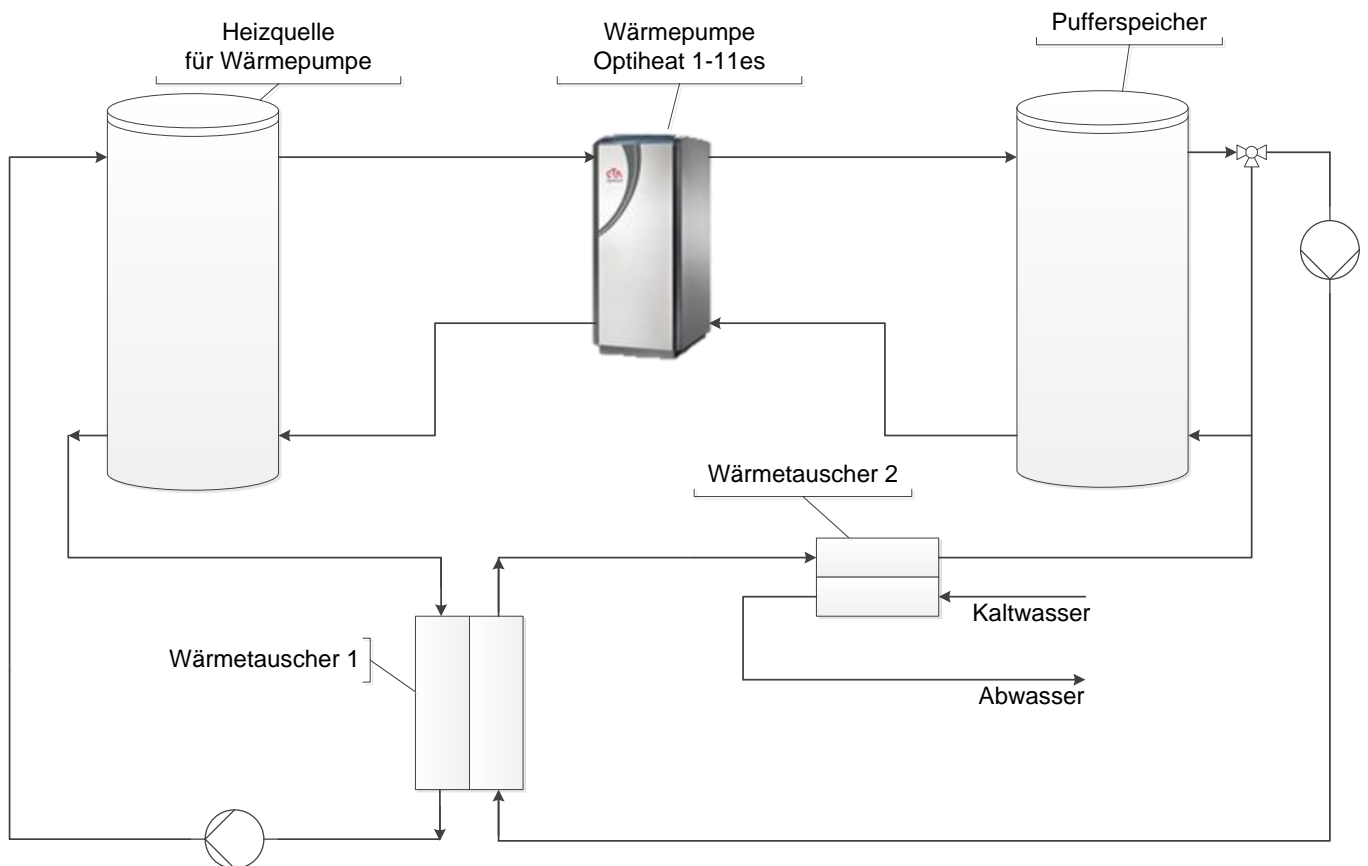 Heizquelle
für Wärmepumpe
Wärmepumpe
Optiheat 1-11es
Pufferspeicher
Wärmetauscher 2
Kaltwasser
Wärmetauscher 1
Abwasser